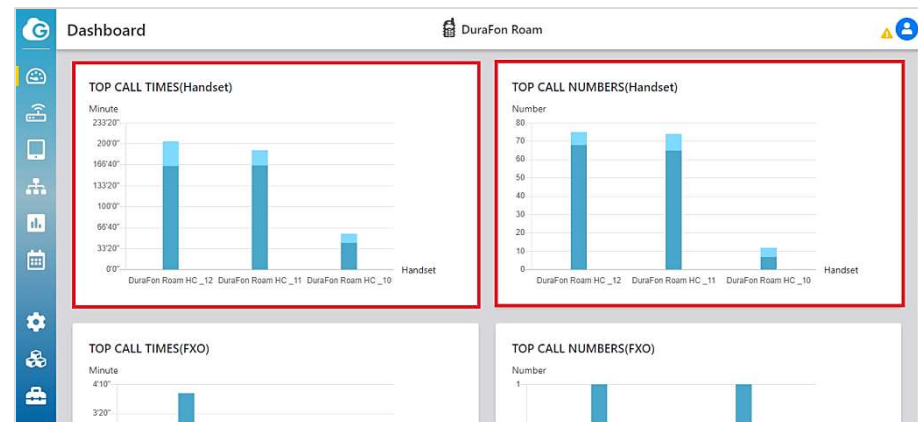 Dashboard
DuraFon Roam
TOP CALL TIMES(Handset)
Minute
233'20"
200'0"
166'40"
133'20"
100'0"
66'40"
33'20"
0'0"
DuraFon Roam HC _12 DuraFon Roam HC _11 DuraFon Roam HC _10
Handset
TOP CALL NUMBERS(Handset)
Number
80
70
60
50
40
30
20
10
0
DuraFon Roam HC _12 DuraFon Roam HC _11 DuraFon Roam HC _10
Handset
TOP CALL TIMES(FXO)
Minute
4'10"
3'20"
TOP CALL NUMBERS(FXO)
Number
1